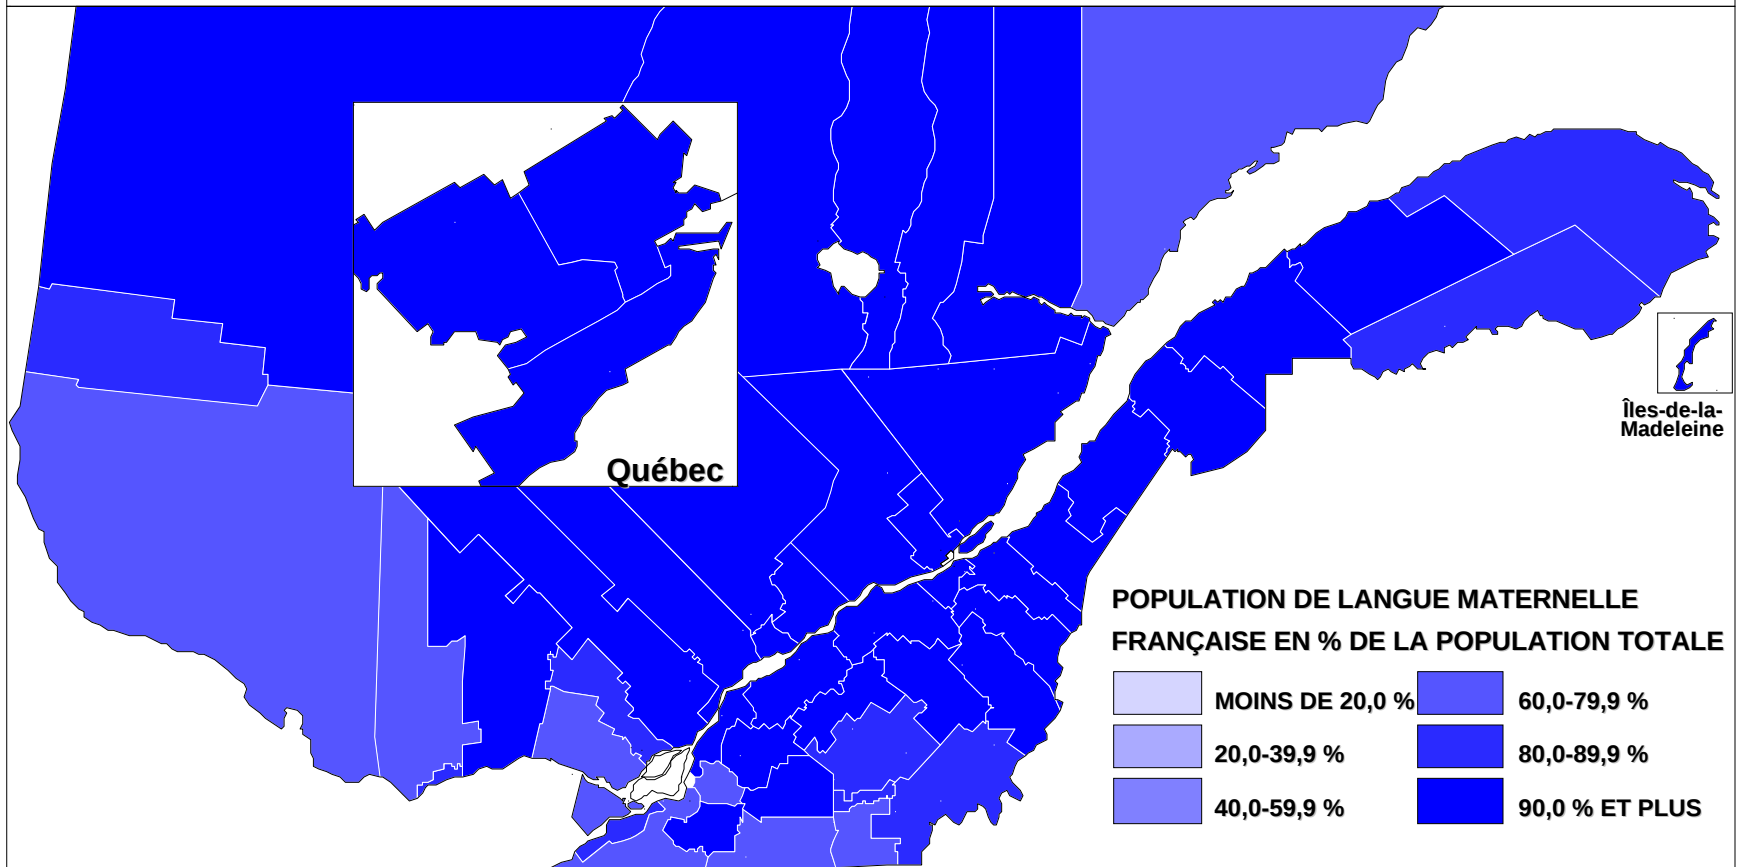 Québec
Îles-de-la-
Madeleine
POPULATION DE LANGUE MATERNELLE
FRANÇAISE EN % DE LA POPULATION TOTALE
MOINS DE 20,0 %
20,0-39,9 %
40,0-59,9 %
60,0-79,9 %
80,0-89,9 %
90,0 % ET PLUS